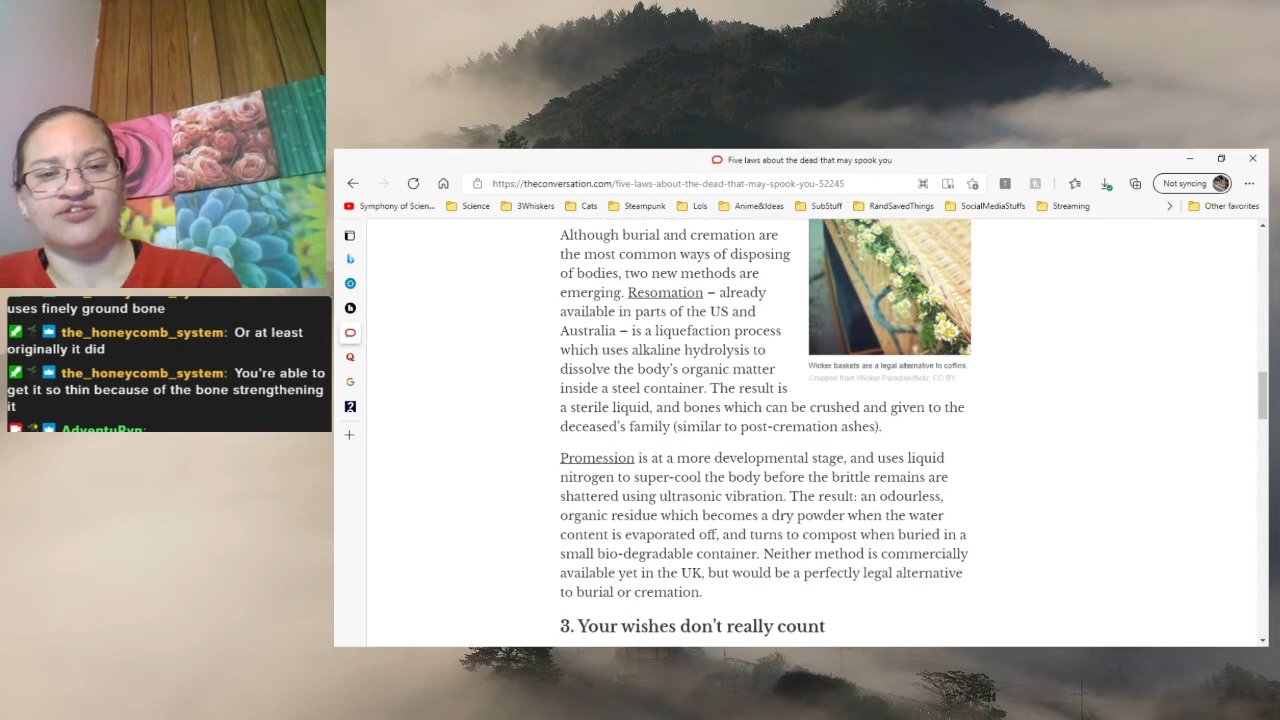 uses finely ground bone
the_honeycomb_system: Or at least
originally it did
the_honeycomb_system: You're able to
get it so thin because of the bone strengthening
it
AdventuRyn:
Five laws about the dead that may spook you
https://theconversation.com/five-laws-about-the-dead-that-may-spook-you-52245
Not syncing
Symphony of Scien...
Science
3Whiskers
Cats
Steampunk
Lols
Anime&Ideas
SubStuff
RandSavedThings
SocialMediaStuffs
Streaming
Other favorites
Although burial and cremation are
the most common ways of disposing
of bodies, two new methods are
emerging. Resomation – already
available in parts of the US and
Australia – is a liquefaction process
which uses alkaline hydrolysis to
dissolve the body's organic matter
inside a steel container. The result is
a sterile liquid, and bones which can be crushed and given to the
deceased's family (similar to post-cremation ashes).
Wicker baskets are a legal alternative to coffins.
Cropped from Wicker Paradise/flickr, CC BY
Promession is at a more developmental stage, and uses liquid
nitrogen to super-cool the body before the brittle remains are
shattered using ultrasonic vibration. The result: an odourless,
organic residue which becomes a dry powder when the water
content is evaporated off, and turns to compost when buried in a
small bio-degradable container. Neither method is commercially
available yet in the UK, but would be a perfectly legal alternative
to burial or cremation.
3. Your wishes don't really count